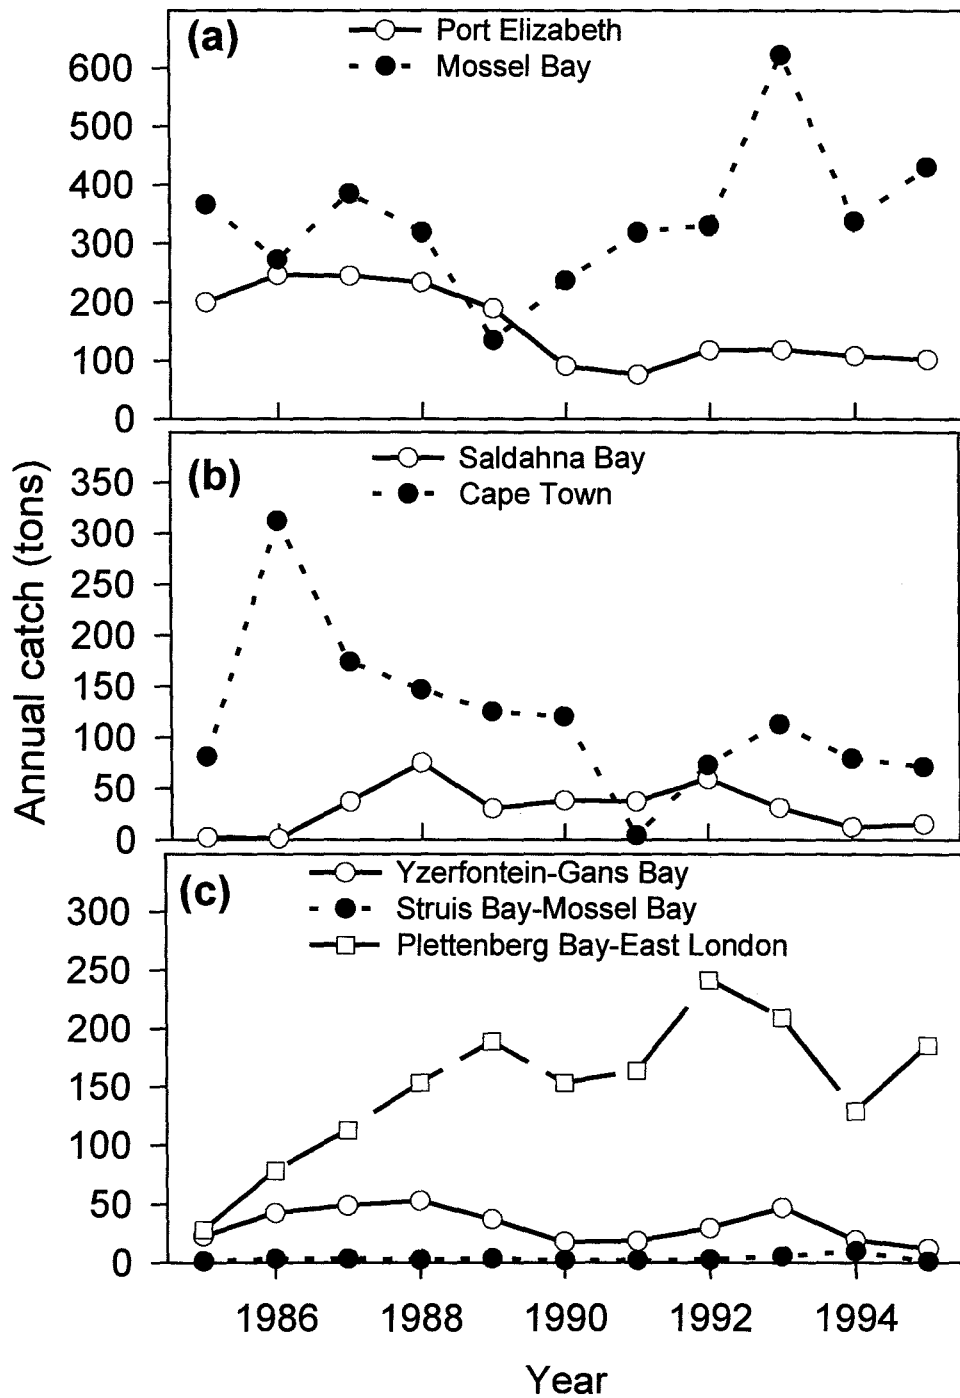 (a)
Port Elizabeth
Mossel Bay
600
500
400
300
200
100
0
Annual catch (tons)
(b)
Saldahna Bay
Cape Town
350
300
250
200
150
100
50
0
(c)
Yzerfontein-Gans Bay
Struis Bay-Mossel Bay
Plettenberg Bay-East London
300
250
200
150
100
50
0
1986 1988 1990 1992 1994
Year